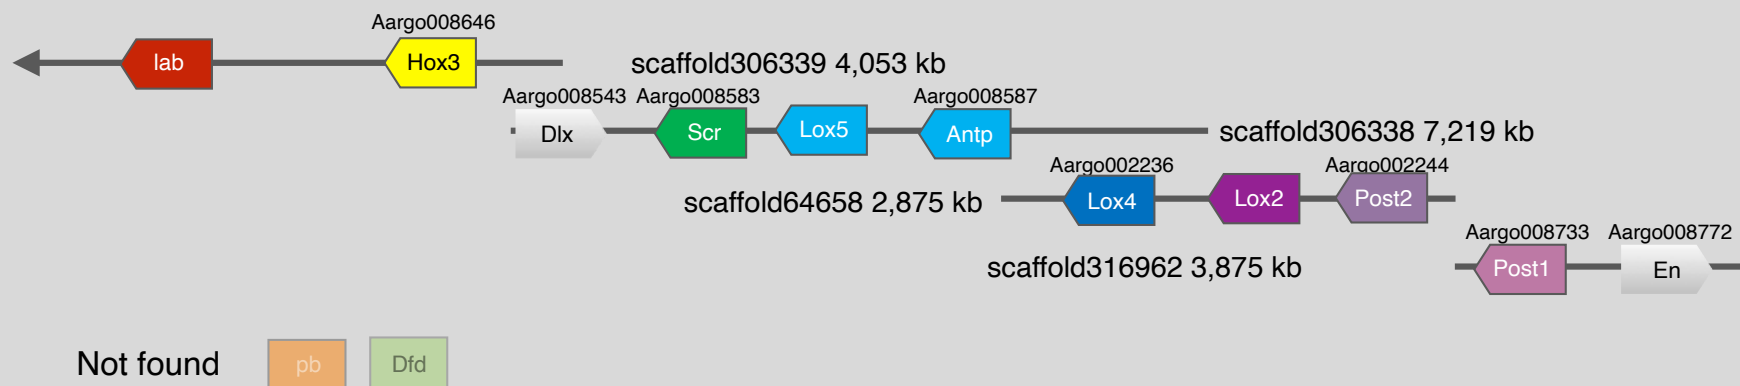 Aargo008646
lab Hox3 scaffold306339 4,053 kb
Aargo008543 Aargo008583 Aargo008587
Dlx Scr Lox5 Antp scaffold306338 7,219 kb
Aargo002236 Aargo002244
scaffold64658 2,875 kb Lox4 Lox2 Post2
Aargo008733 Aargo008772
scaffold316962 3,875 kb Post1 En
Not found pb Dfd